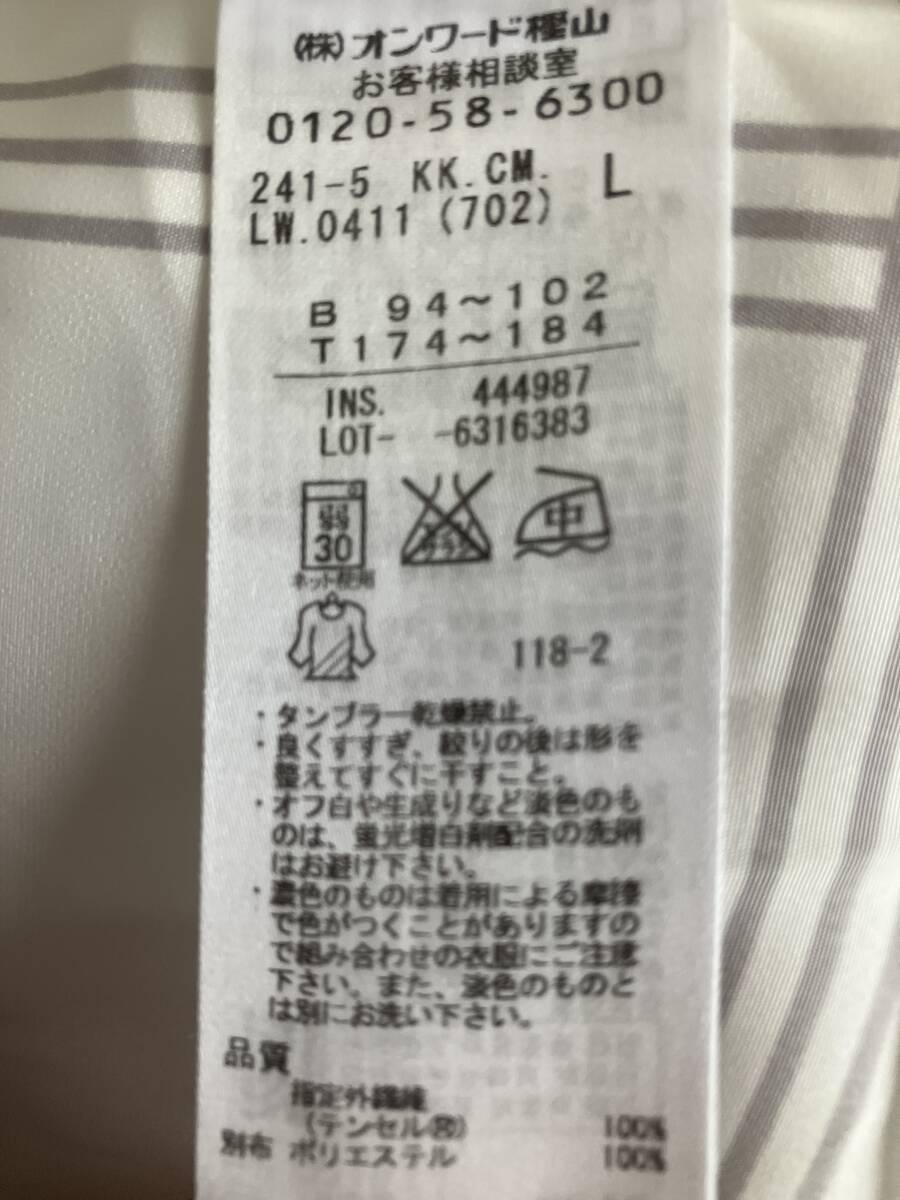 (株)オンワード樫山
お客様相談室
0120-58-6300
241-5 KK.CM. L
LW.0411 (702)
B 94～102
T174～184
INS. 444987
LOT- -6316383
弱
30
ネット使用
エンソ
サラシ
中
118-2
・タンブラー乾燥禁止。
・良くすすぎ、絞りの後は形を
整えてすぐに干すこと。
・オフ白や生成りなど淡色のも
のは、蛍光増白剤配合の洗剤
はお避け下さい。
・濃色のものは着用による摩擦
で色がつくことがありますの
で組み合わせの衣服にご注意
下さい。また、淡色のものと
は別にお洗い下さい。
品質
指定外繊維
(テンセル®) 100%
別布 ポリエステル 100%